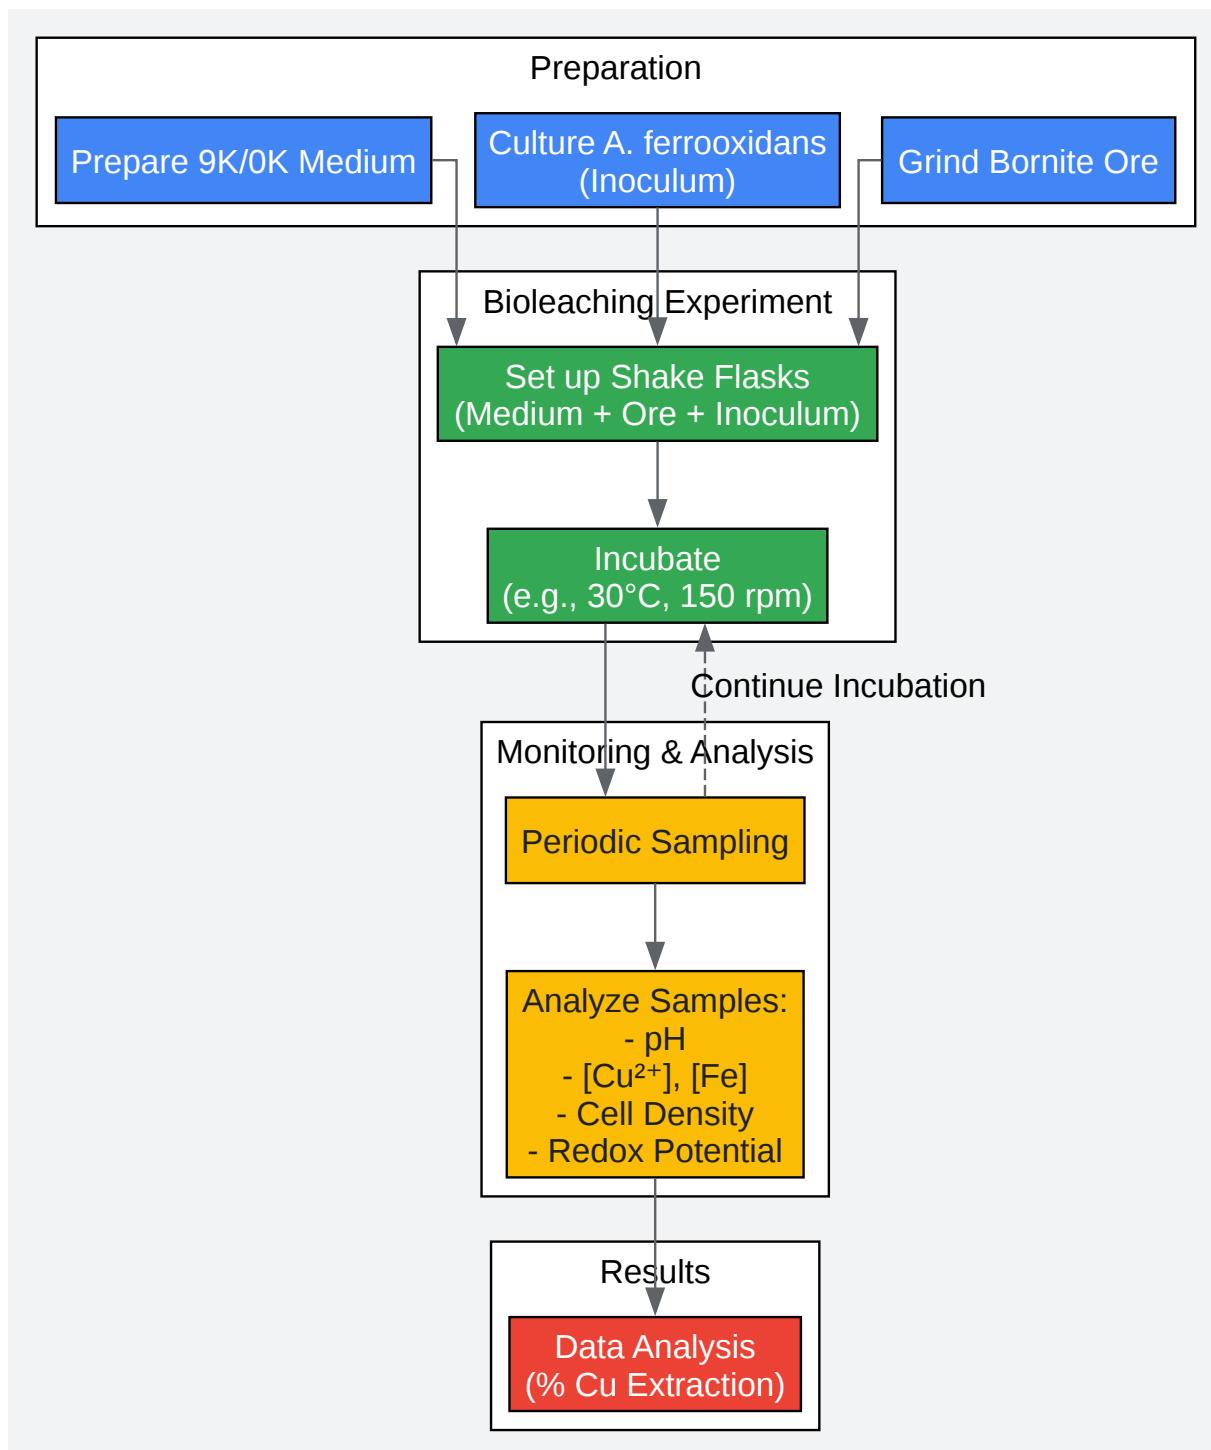 Preparation
Prepare 9K/0K Medium
Culture A. ferrooxidans
(Inoculum)
Grind Bornite Ore
Bioleaching Experiment
Set up Shake Flasks
(Medium + Ore + Inoculum)
Incubate
(e.g., 30°C, 150 rpm)
Continue Incubation
Monitoring & Analysis
Periodic Sampling
Analyze Samples:
- pH
- [Cu²⁺], [Fe]
- Cell Density
- Redox Potential
Results
Data Analysis
(% Cu Extraction)